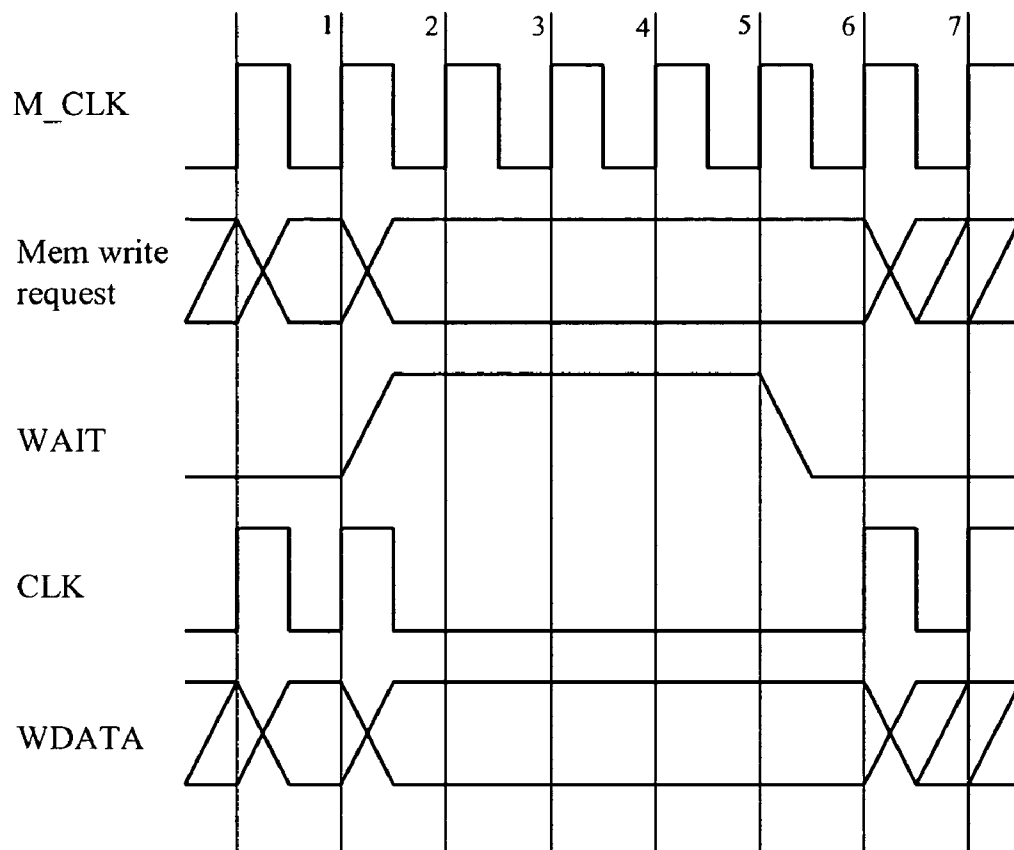 1 2 3 4 5 6 7
M_CLK
Mem write
request
WAIT
CLK
WDATA